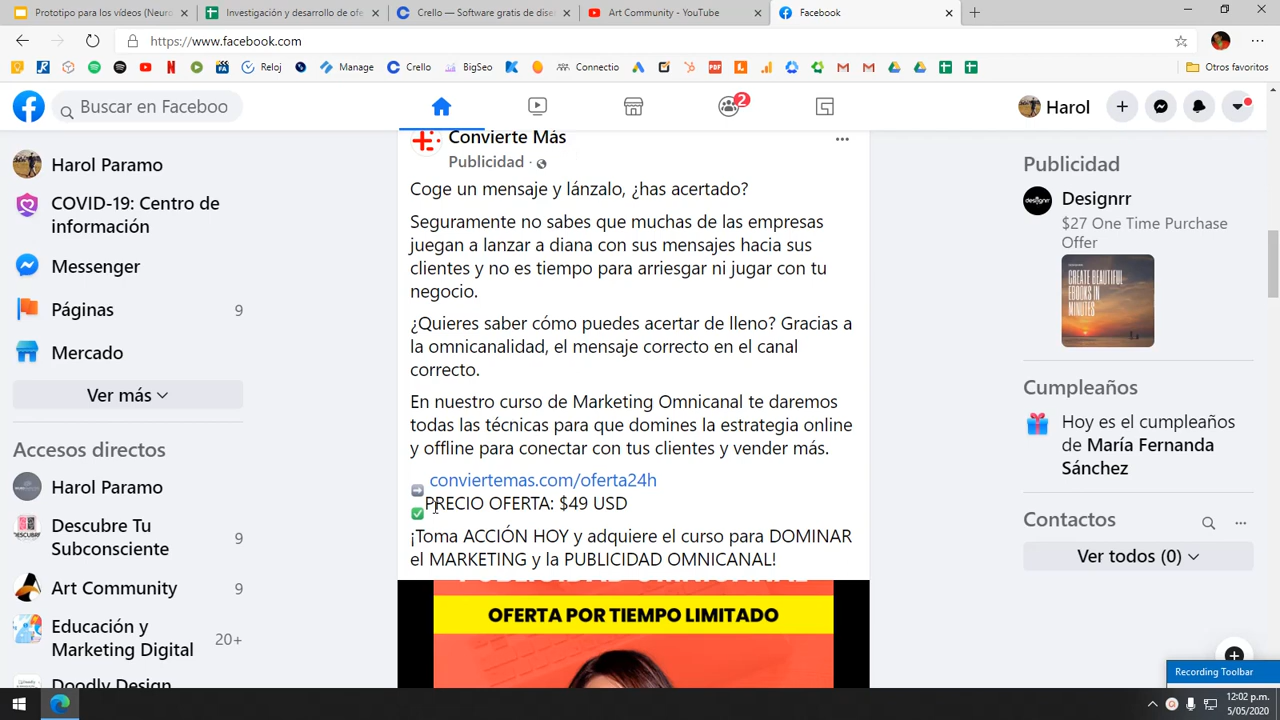 Prototipo para los vídeos (Neuro
Investigación y desarrollo de ofe
Crello — Software gratis de dise
Art Community - YouTube
Facebook
https://www.facebook.com
Reloj
Manage
Crello
BigSeo
Connectio
Otros favoritos
Buscar en Faceboo
2
Harol
Harol Paramo
COVID-19: Centro de
información
Messenger
Páginas
9
Mercado
Ver más
Accesos directos
Harol Paramo
Descubre Tu
Subconsciente
9
Art Community
9
Educación y
Marketing Digital
20+
Doodly Design
Convierte Más
Publicidad ·
Coge un mensaje y lánzalo, ¿has acertado?
Seguramente no sabes que muchas de las empresas
juegan a lanzar a diana con sus mensajes hacia sus
clientes y no es tiempo para arriesgar ni jugar con tu
negocio.
¿Quieres saber cómo puedes acertar de lleno? Gracias a
la omnicanalidad, el mensaje correcto en el canal
correcto.
En nuestro curso de Marketing Omnicanal te daremos
todas las técnicas para que domines la estrategia online
y offline para conectar con tus clientes y vender más.
conviertemas.com/oferta24h
PRECIO OFERTA: $49 USD
¡Toma ACCIÓN HOY y adquiere el curso para DOMINAR
el MARKETING y la PUBLICIDAD OMNICANAL!
PUBLICIDAD OMNICANAL
OFERTA POR TIEMPO LIMITADO
Publicidad
designrr
Designrr
$27 One Time Purchase
Offer
CREATE BEAUTIFUL
EBOOKS IN
MINUTES
Cumpleaños
Hoy es el cumpleaños
de María Fernanda
Sánchez
Contactos
Ver todos (0)
Recording Toolbar
12:02 p.m.
5/05/2020